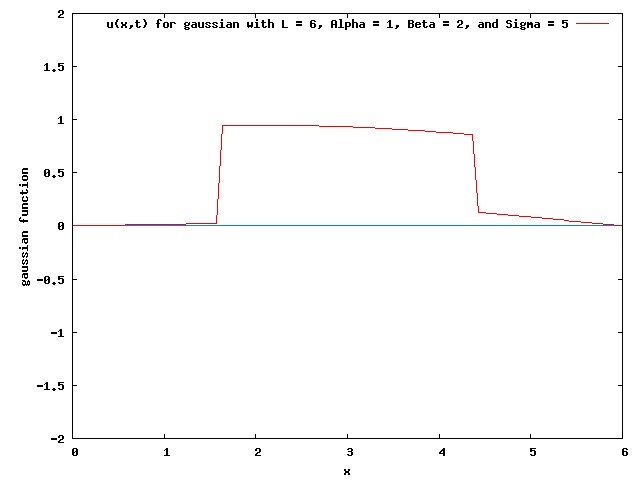 u(x,t) for gaussian with L = 6, Alpha = 1, Beta = 2, and Sigma = 5
2
1.5
1
0.5
0
-0.5
-1
-1.5
-2
gaussian function
0 1 2 3 4 5 6
x